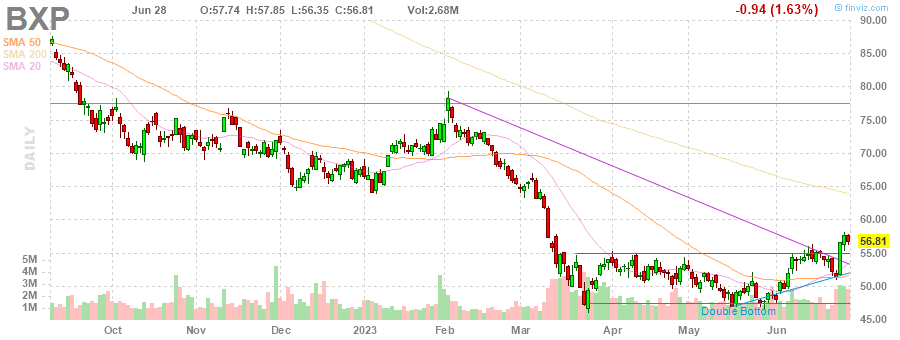 BXP Jun 28 O:57.74 H:57.85 L:56.35 C:56.81 Vol:2.68M -0.94 (1.63%) © finviz.com
SMA 50
SMA 200
SMA 20
DAILY
90.00
85.00
80.00
75.00
70.00
65.00
60.00
56.81
55.00
50.00
45.00
5M
4M
3M
2M
1M
Double Bottom
Oct Nov Dec 2023 Feb Mar Apr May Jun